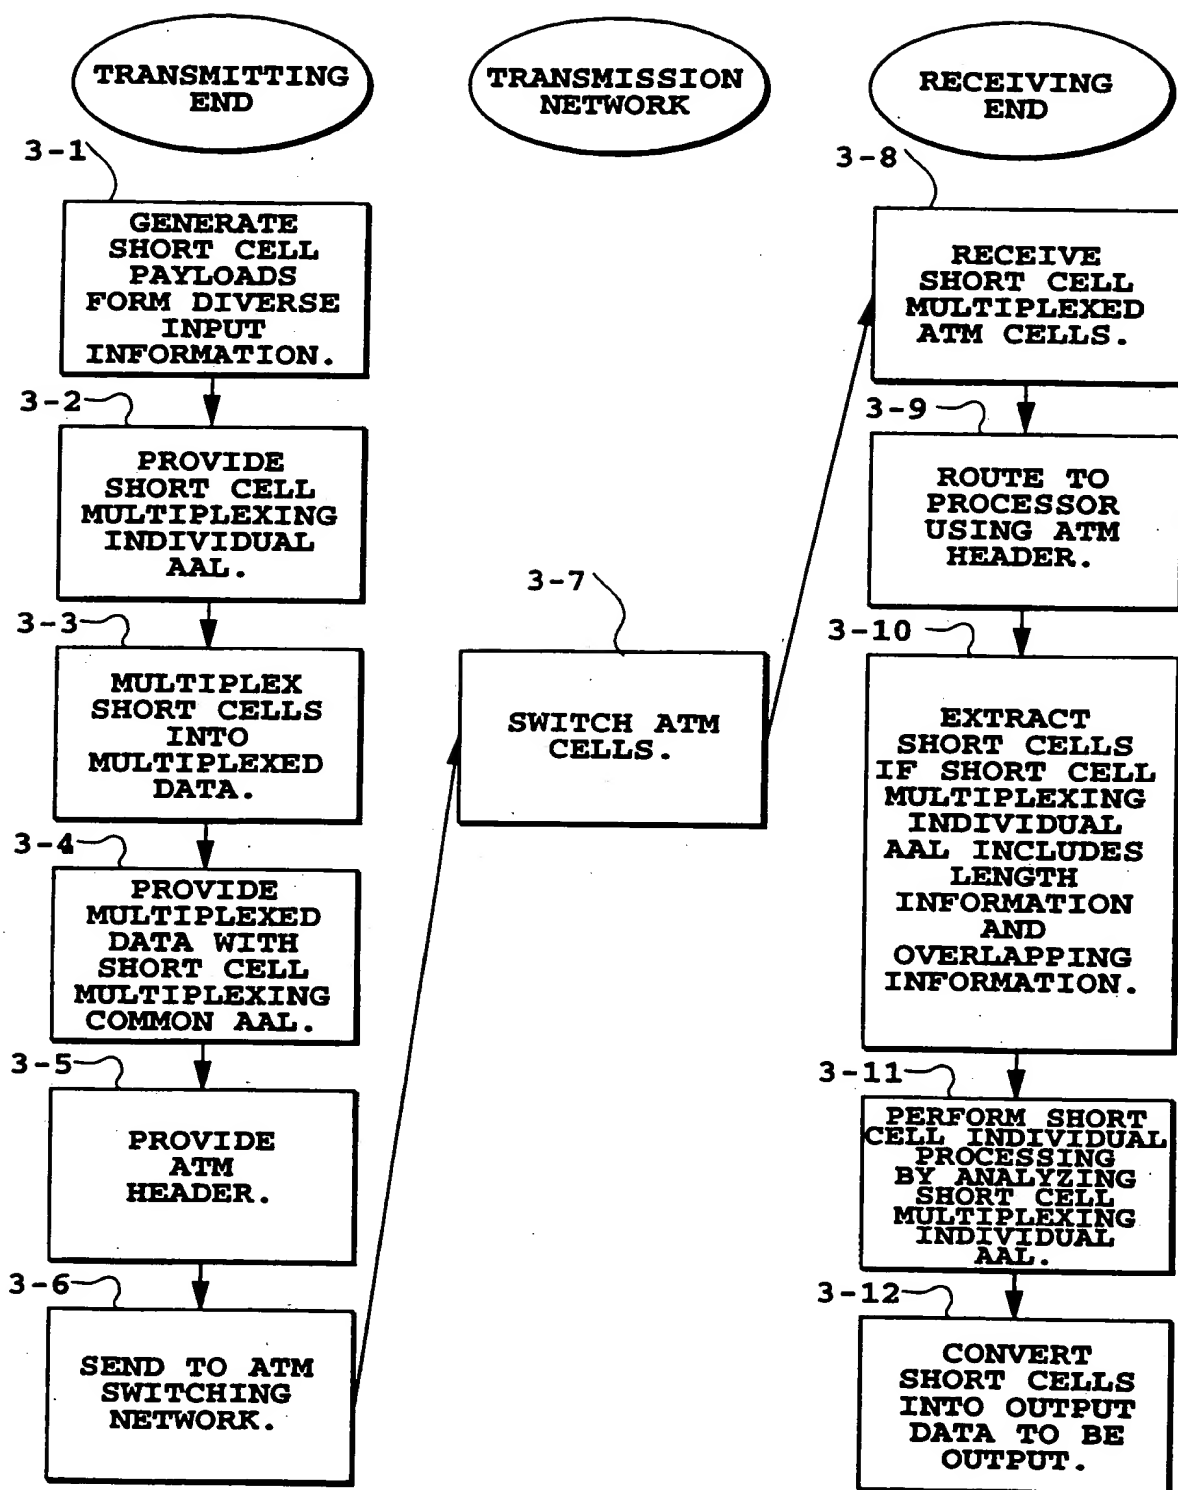 TRANSMITTING
END
3-1
GENERATE
SHORT CELL
PAYLOADS
FORM DIVERSE
INPUT
INFORMATION.
3-2
PROVIDE
SHORT CELL
MULTIPLEXING
INDIVIDUAL
AAL.
3-3
MULTIPLEX
SHORT CELLS
INTO
MULTIPLEXED
DATA.
3-4
PROVIDE
MULTIPLEXED
DATA WITH
SHORT CELL
MULTIPLEXING
COMMON AAL.
3-5
PROVIDE
ATM
HEADER.
3-6
SEND TO ATM
SWITCHING
NETWORK.
TRANSMISSION
NETWORK
3-7
SWITCH ATM
CELLS.
RECEIVING
END
3-8
RECEIVE
SHORT CELL
MULTIPLEXED
ATM CELLS.
3-9
ROUTE TO
PROCESSOR
USING ATM
HEADER.
3-10
EXTRACT
SHORT CELLS
IF SHORT CELL
MULTIPLEXING
INDIVIDUAL
AAL INCLUDES
LENGTH
INFORMATION
AND
OVERLAPPING
INFORMATION.
3-11
PERFORM SHORT
CELL INDIVIDUAL
PROCESSING
BY ANALYZING
SHORT CELL
MULTIPLEXING
INDIVIDUAL
AAL.
3-12
CONVERT
SHORT CELLS
INTO OUTPUT
DATA TO BE
OUTPUT.